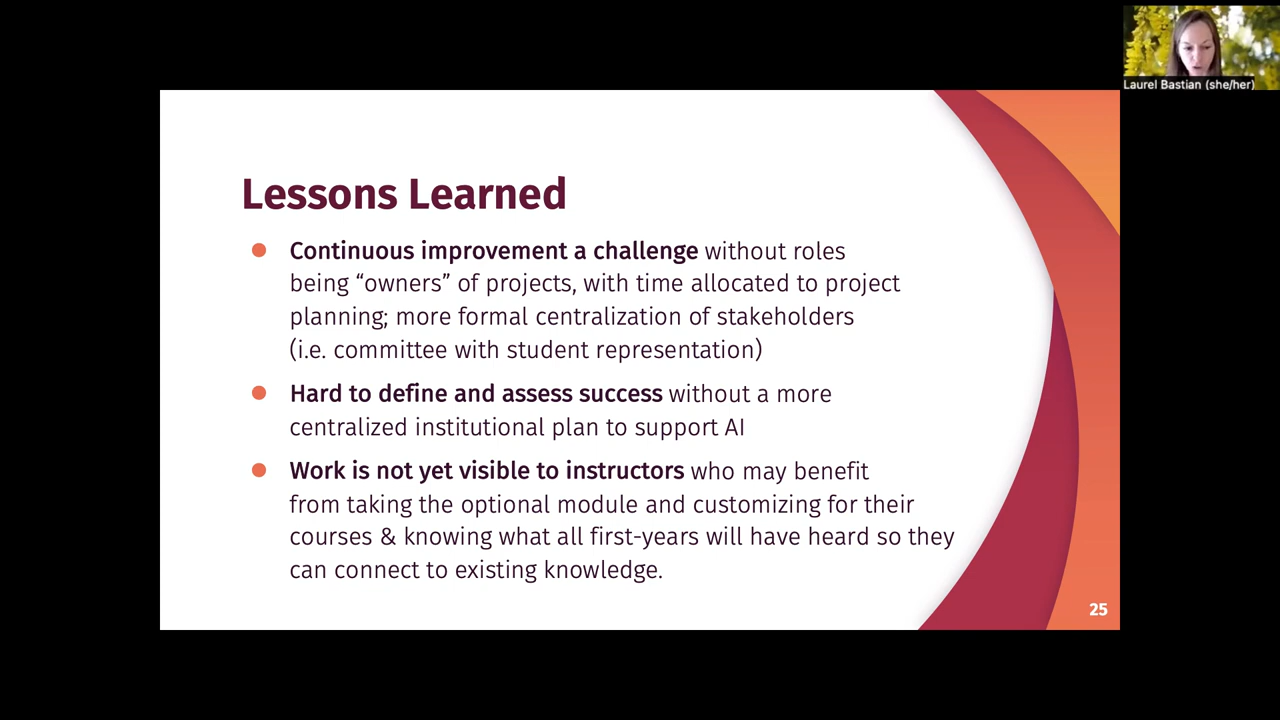 Laurel Bastian (she/her)
Lessons Learned
Continuous improvement a challenge without roles
being “owners” of projects, with time allocated to project
planning; more formal centralization of stakeholders
(i.e. committee with student representation)
Hard to define and assess success without a more
centralized institutional plan to support AI
Work is not yet visible to instructors who may benefit
from taking the optional module and customizing for their
courses & knowing what all first-years will have heard so they
can connect to existing knowledge.
25